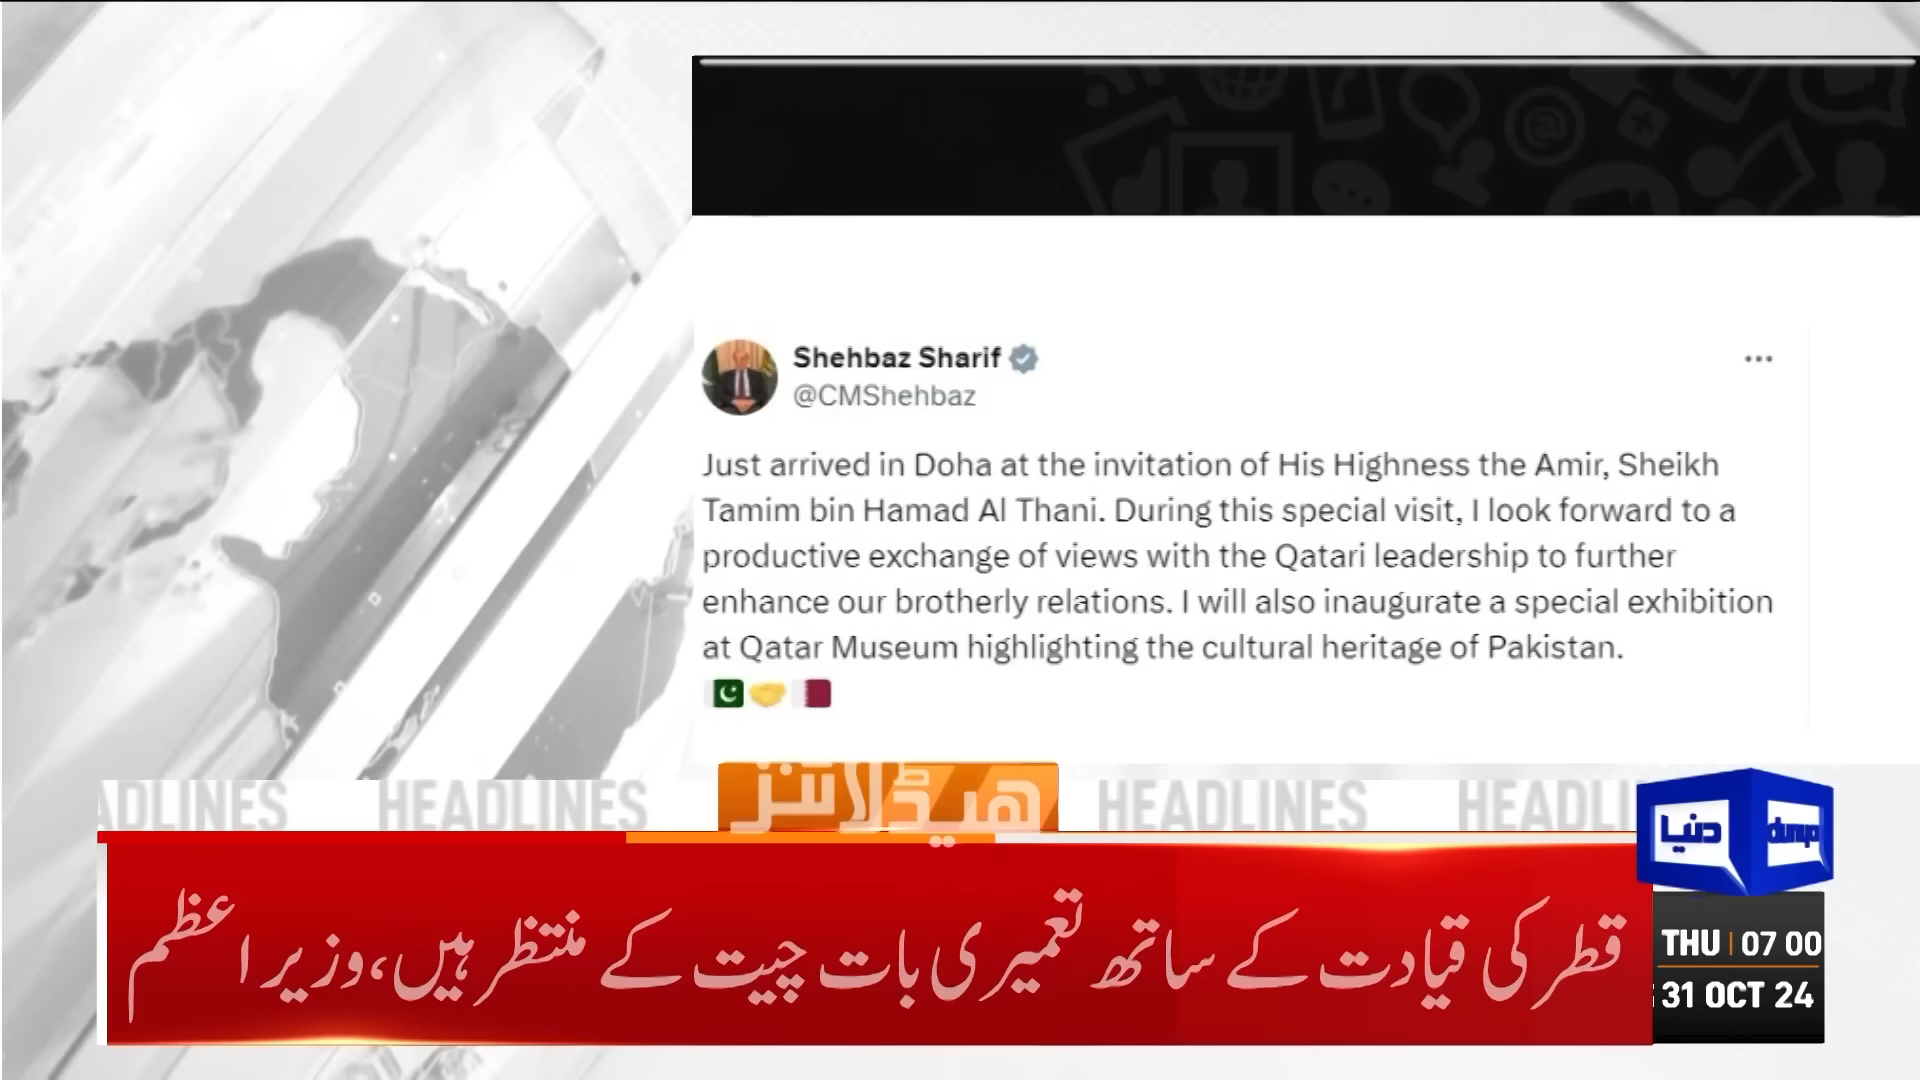 Shehbaz Sharif
@CMShehbaz
Just arrived in Doha at the invitation of His Highness the Amir, Sheikh
Tamim bin Hamad Al Thani. During this special visit, I look forward to a
productive exchange of views with the Qatari leadership to further
enhance our brotherly relations. I will also inaugurate a special exhibition
at Qatar Museum highlighting the cultural heritage of Pakistan.
🇵🇰🤝🇶🇦
HEADLINES HEADLINES
ہیڈلائنز
دنیا
dunya
قطر کی قیادت کے ساتھ تعمیری بات چیت کے منتظر ہیں، وزیراعظم
THU | 07 00
31 OCT 24